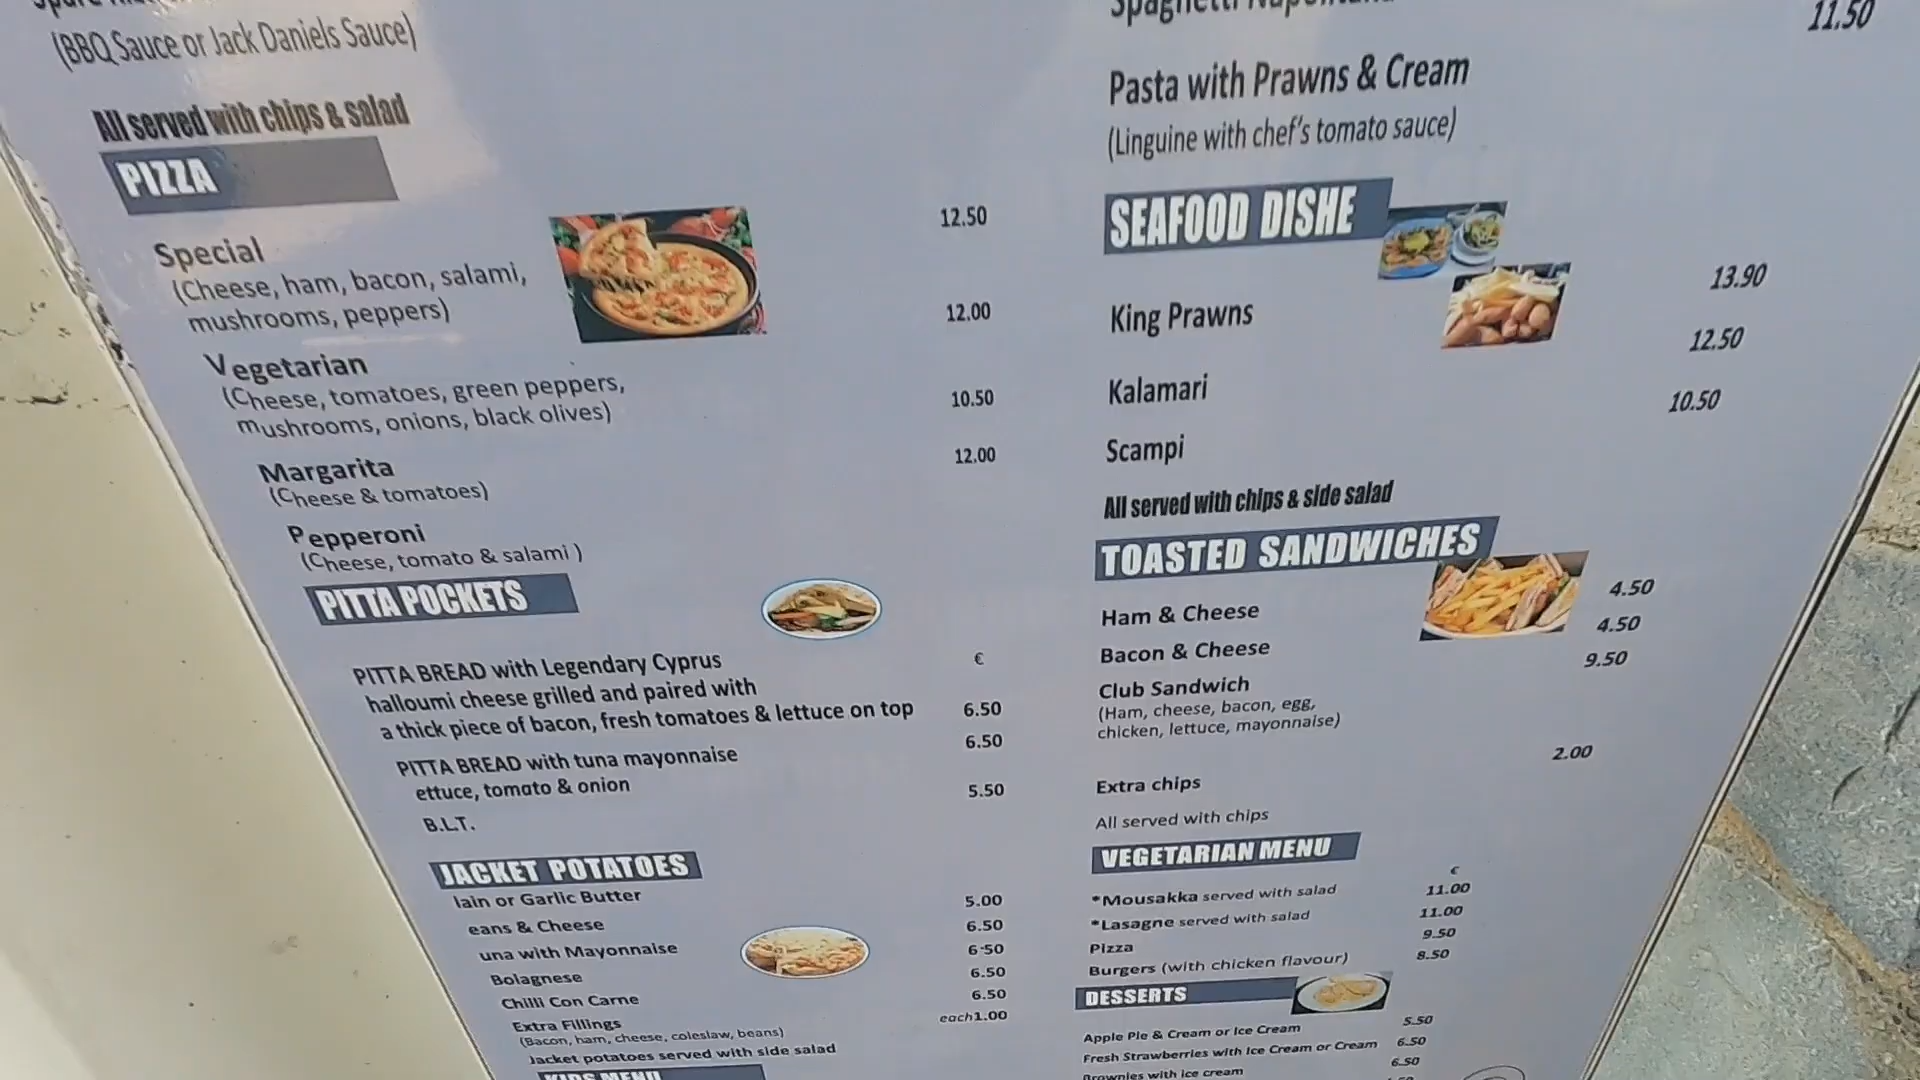 (BBQ Sauce or Jack Daniels Sauce)
All served with chips & salad
PIZZA
Special 12.50
(Cheese, ham, bacon, salami,
mushrooms, peppers)
Vegetarian 12.00
(Cheese, tomatoes, green peppers,
mushrooms, onions, black olives)
Margarita 10.50
(Cheese & tomatoes)
Pepperoni 12.00
(Cheese, tomato & salami )
PITTA POCKETS
€
PITTA BREAD with Legendary Cyprus
halloumi cheese grilled and paired with
a thick piece of bacon, fresh tomatoes & lettuce on top 6.50
PITTA BREAD with tuna mayonnaise 6.50
ettuce, tomato & onion
B.L.T. 5.50
JACKET POTATOES
lain or Garlic Butter 5.00
eans & Cheese 6.50
una with Mayonnaise 6.50
Bolagnese 6.50
Chilli Con Carne 6.50
Extra Fillings each 1.00
(Bacon, ham, cheese, coleslaw, beans)
Jacket potatoes served with side salad
KIDS MENU
Spaghetti Napolitana 11.50
Pasta with Prawns & Cream
(Linguine with chef's tomato sauce)
SEAFOOD DISHE
King Prawns 13.90
Kalamari 12.50
Scampi 10.50
All served with chips & side salad
TOASTED SANDWICHES
Ham & Cheese 4.50
Bacon & Cheese 4.50
Club Sandwich 9.50
(Ham, cheese, bacon, egg,
chicken, lettuce, mayonnaise)
Extra chips 2.00
All served with chips
VEGETARIAN MENU
€
*Mousakka served with salad 11.00
*Lasagne served with salad 11.00
Pizza 9.50
Burgers (with chicken flavour) 8.50
DESSERTS
Apple Pie & Cream or Ice Cream 5.50
Fresh Strawberries with Ice Cream or Cream 6.50
Brownies with ice cream 6.50